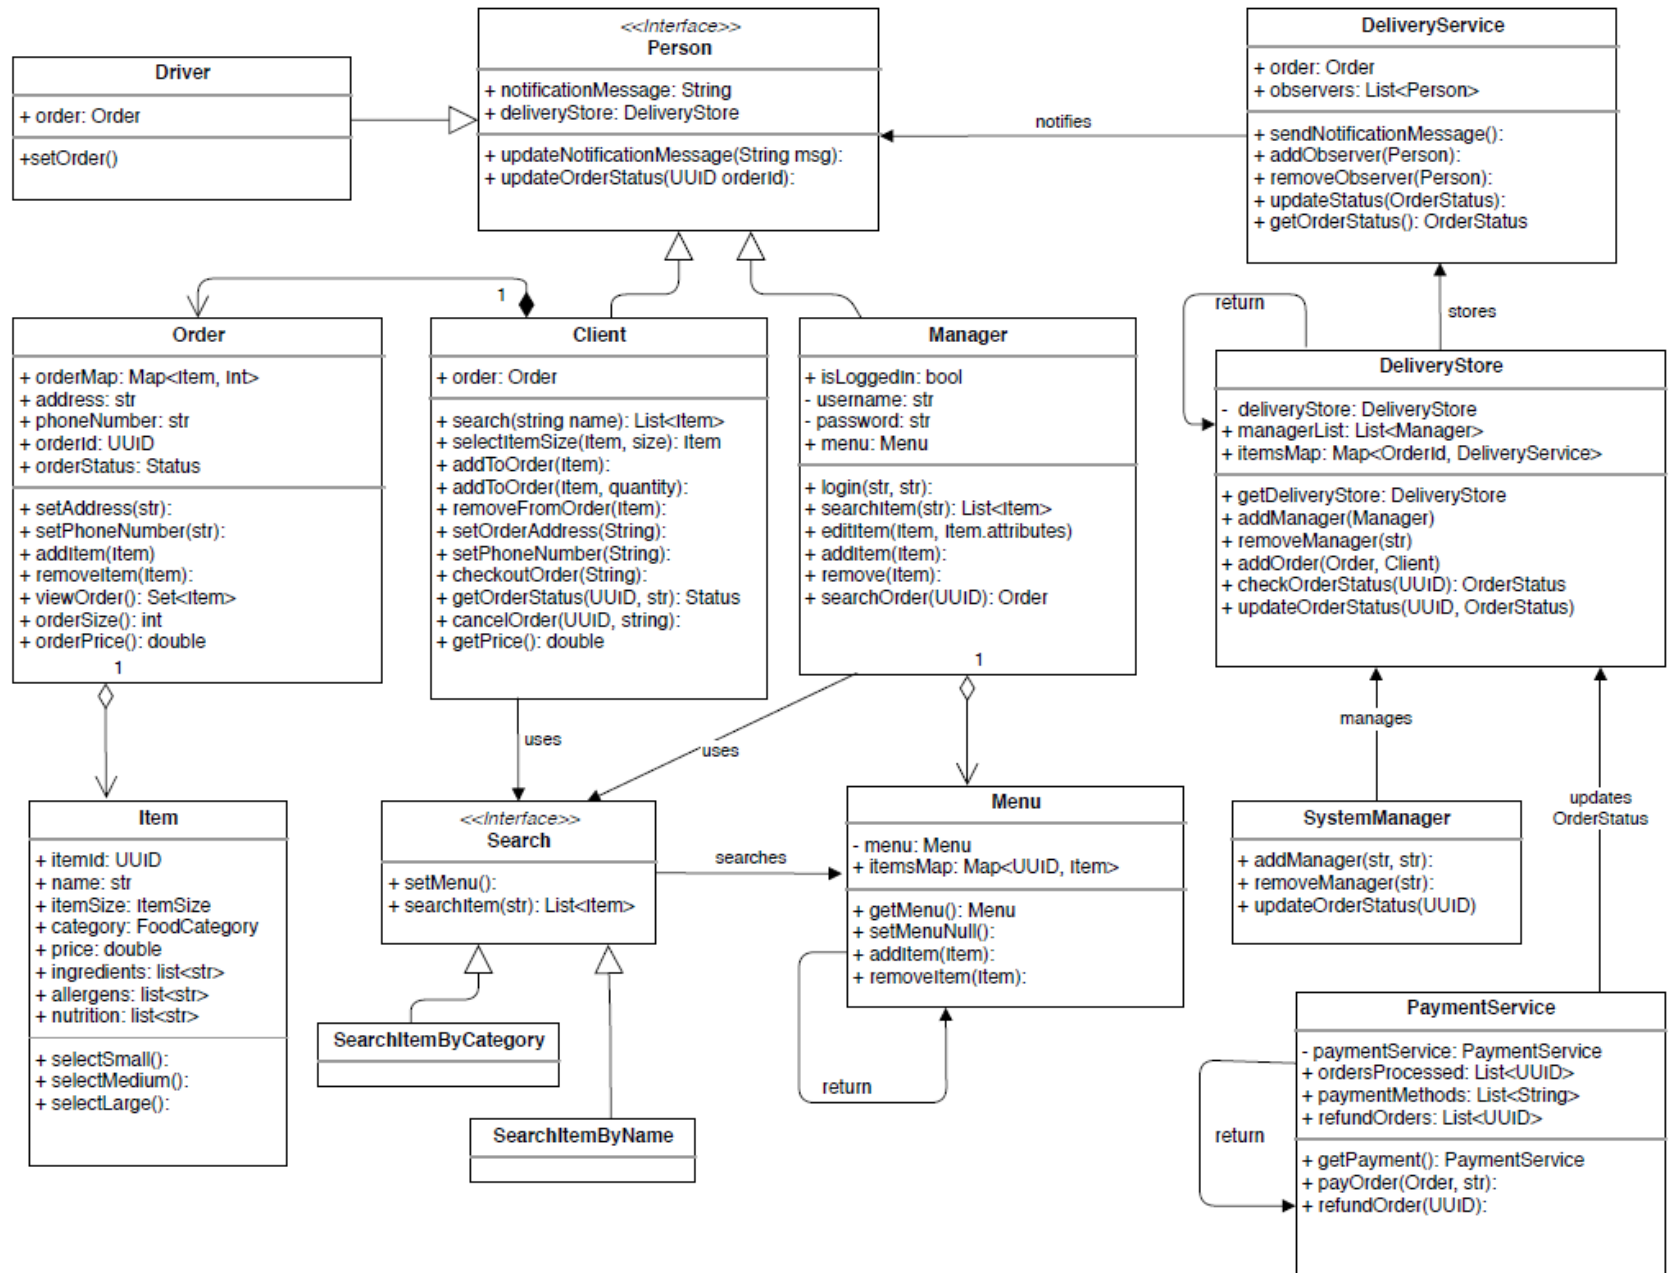 <<Interface>>
Person
+ notificationMessage: String
+ deliveryStore: DeliveryStore
+ updateNotificationMessage(String msg):
+ updateOrderStatus(UUID orderId):
DeliveryService
+ order: Order
+ observers: List<Person>
+ sendNotificationMessage():
+ addObserver(Person):
+ removeObserver(Person):
+ updateStatus(OrderStatus):
+ getOrderStatus(): OrderStatus
Driver
+ order: Order
+setOrder()
notifies
1
return
stores
Order
+ orderMap: Map<Item, Int>
+ address: str
+ phoneNumber: str
+ orderId: UUID
+ orderStatus: Status
+ setAddress(str):
+ setPhoneNumber(str):
+ addItem(Item)
+ removeItem(Item):
+ viewOrder(): Set<Item>
+ orderSize(): int
+ orderPrice(): double
1
Client
+ order: Order
+ search(string name): List<Item>
+ selectItemSize(Item, size): Item
+ addToOrder(Item):
+ addToOrder(Item, quantity):
+ removeFromOrder(Item):
+ setOrderAddress(String):
+ setPhoneNumber(String):
+ checkoutOrder(String):
+ getOrderStatus(UUID, str): Status
+ cancelOrder(UUID, string):
+ getPrice(): double
Manager
+ isLoggedIn: bool
- username: str
- password: str
+ menu: Menu
+ login(str, str):
+ searchItem(str): List<Item>
+ editItem(Item, Item.attributes)
+ addItem(Item):
+ remove(Item):
+ searchOrder(UUID): Order
1
DeliveryStore
- deliveryStore: DeliveryStore
+ managerList: List<Manager>
+ itemsMap: Map<OrderId, DeliveryService>
+ getDeliveryStore: DeliveryStore
+ addManager(Manager)
+ removeManager(str)
+ addOrder(Order, Client)
+ checkOrderStatus(UUID): OrderStatus
+ updateOrderStatus(UUID, OrderStatus)
uses
uses
manages
updates
OrderStatus
Item
+ itemId: UUID
+ name: str
+ itemSize: ItemSize
+ category: FoodCategory
+ price: double
+ ingredients: list<str>
+ allergens: list<str>
+ nutrition: list<str>
+ selectSmall():
+ selectMedium():
+ selectLarge():
<<Interface>>
Search
+ setMenu():
+ searchItem(str): List<Item>
searches
Menu
- menu: Menu
+ itemsMap: Map<UUID, Item>
+ getMenu(): Menu
+ setMenuNull():
+ addItem(Item):
+ removeItem(Item):
return
SystemManager
+ addManager(str, str):
+ removeManager(str):
+ updateOrderStatus(UUID)
SearchItemByCategory
SearchItemByName
PaymentService
- paymentService: PaymentService
+ ordersProcessed: List<UUID>
+ paymentMethods: List<String>
+ refundOrders: List<UUID>
+ getPayment(): PaymentService
+ payOrder(Order, str):
+ refundOrder(UUID):
return